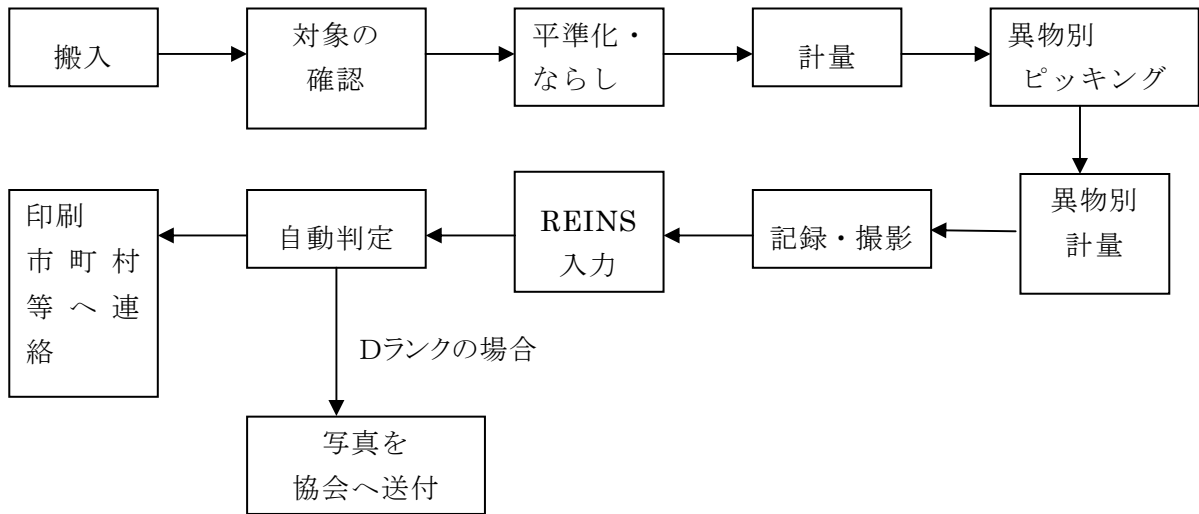 搬入
対象の
確認
平準化・
ならし
計量
異物別
ピッキング
異物別
計量
記録・撮影
REINS
入力
自動判定
印刷
市町村
等へ連
絡
Dランクの場合
写真を
協会へ送付